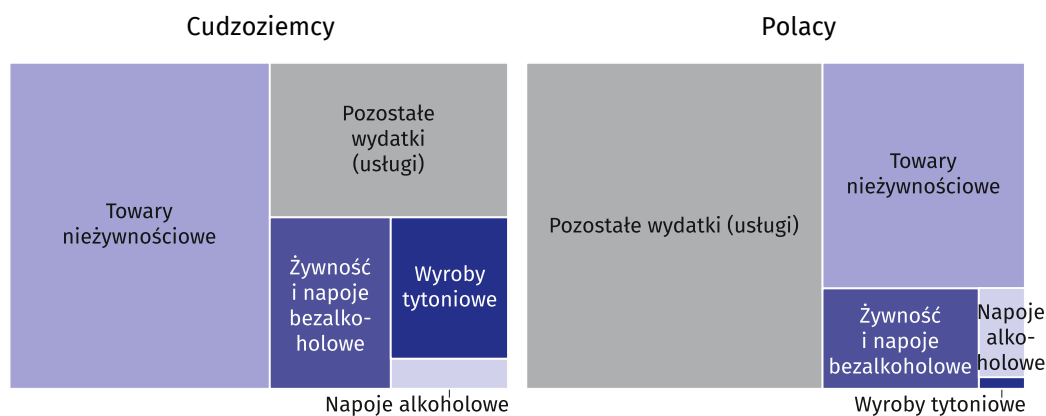 Cudzoziemcy
Polacy
Towary
nieżywnościowe
Pozostałe
wydatki
(usługi)
Żywność
i napoje
bezalko-
holowe
Wyroby
tytoniowe
Napoje alkoholowe
Pozostałe wydatki (usługi)
Towary
nieżywnościowe
Żywność
i napoje
bezalkoholowe
Napoje
alko-
holowe
Wyroby tytoniowe